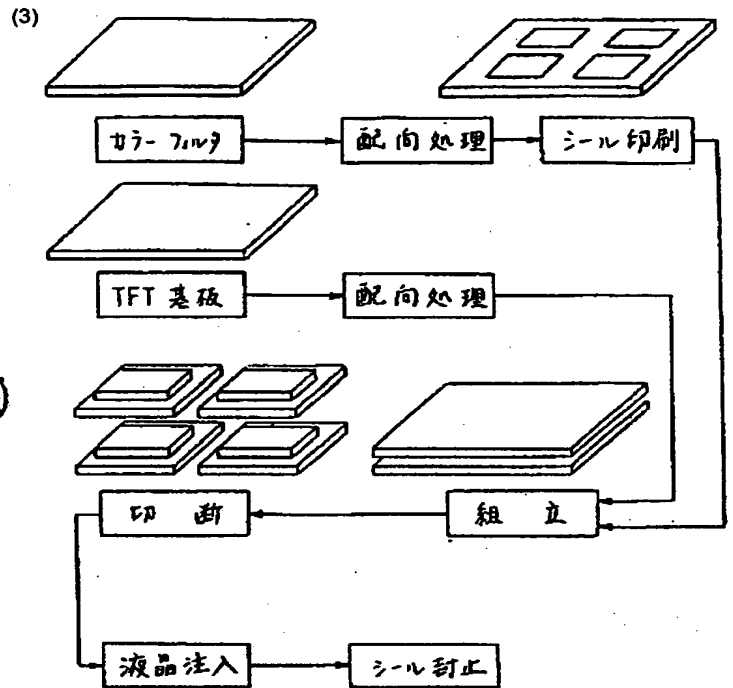 (3)
カラーフィルタ
配向処理
シール印刷
TFT基板
配向処理
切断
組立
液晶注入
シール封止